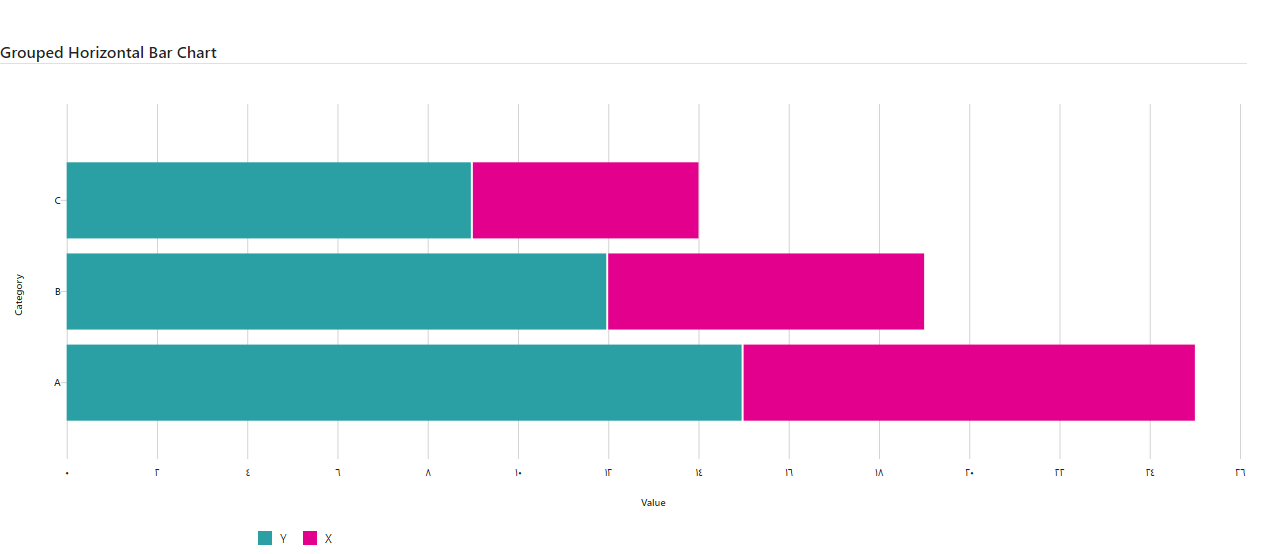 Grouped Horizontal Bar Chart
Category
C
B
A
٠ ٢ ٤ ٦ ٨ ١٠ ١٢ ١٤ ١٦ ١٨ ٢٠ ٢٢ ٢٤ ٢٦
Value
Y X